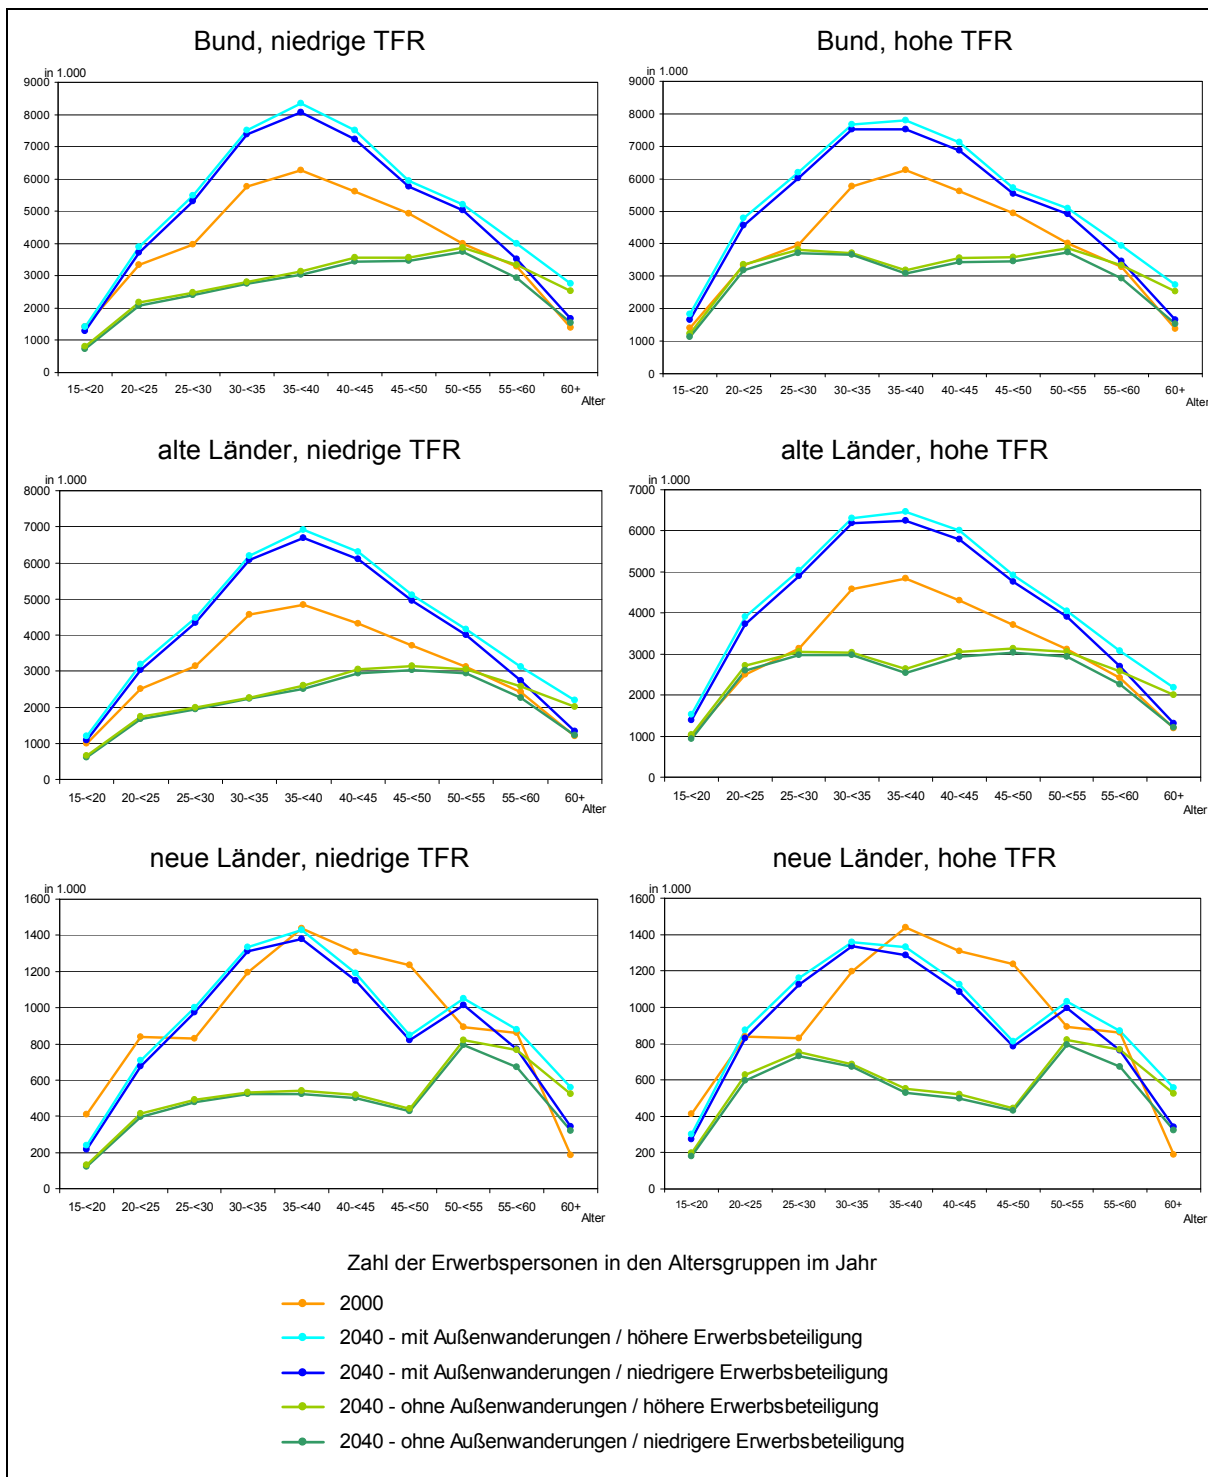 Bund, niedrige TFR
in 1.000
9000
8000
7000
6000
5000
4000
3000
2000
1000
0
15-<20 20-<25 25-<30 30-<35 35-<40 40-<45 45-<50 50-<55 55-<60 60+
Alter
Bund, hohe TFR
in 1.000
9000
8000
7000
6000
5000
4000
3000
2000
1000
0
15-<20 20-<25 25-<30 30-<35 35-<40 40-<45 45-<50 50-<55 55-<60 60+
Alter
alte Länder, niedrige TFR
in 1.000
8000
7000
6000
5000
4000
3000
2000
1000
0
15-<20 20-<25 25-<30 30-<35 35-<40 40-<45 45-<50 50-<55 55-<60 60+
Alter
alte Länder, hohe TFR
in 1.000
7000
6000
5000
4000
3000
2000
1000
0
15-<20 20-<25 25-<30 30-<35 35-<40 40-<45 45-<50 50-<55 55-<60 60+
Alter
neue Länder, niedrige TFR
in 1.000
1600
1400
1200
1000
800
600
400
200
0
15-<20 20-<25 25-<30 30-<35 35-<40 40-<45 45-<50 50-<55 55-<60 60+
Alter
neue Länder, hohe TFR
in 1.000
1600
1400
1200
1000
800
600
400
200
0
15-<20 20-<25 25-<30 30-<35 35-<40 40-<45 45-<50 50-<55 55-<60 60+
Alter
Zahl der Erwerbspersonen in den Altersgruppen im Jahr
2000
2040 - mit Außenwanderungen / höhere Erwerbsbeteiligung
2040 - mit Außenwanderungen / niedrigere Erwerbsbeteiligung
2040 - ohne Außenwanderungen / höhere Erwerbsbeteiligung
2040 - ohne Außenwanderungen / niedrigere Erwerbsbeteiligung